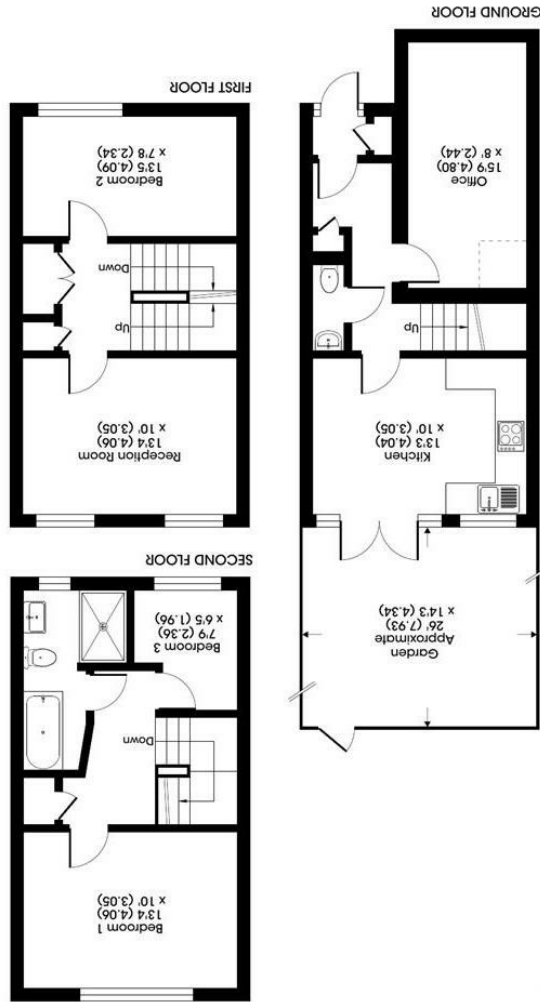 GROUND FLOOR
Office
15'9 (4.80)
x 8' (2.44)
Up
Kitchen
13'3 (4.04)
x 10' (3.05)
Garden
Approximate
26' (7.93)
x 14'3 (4.34)
FIRST FLOOR
Bedroom 2
13'5 (4.09)
x 7'8 (2.34)
Down
Up
Reception Room
13'4 (4.06)
x 10' (3.05)
SECOND FLOOR
Bedroom 3
7'9 (2.36)
x 6'5 (1.96)
Down
Bedroom 1
13'4 (4.06)
x 10' (3.05)